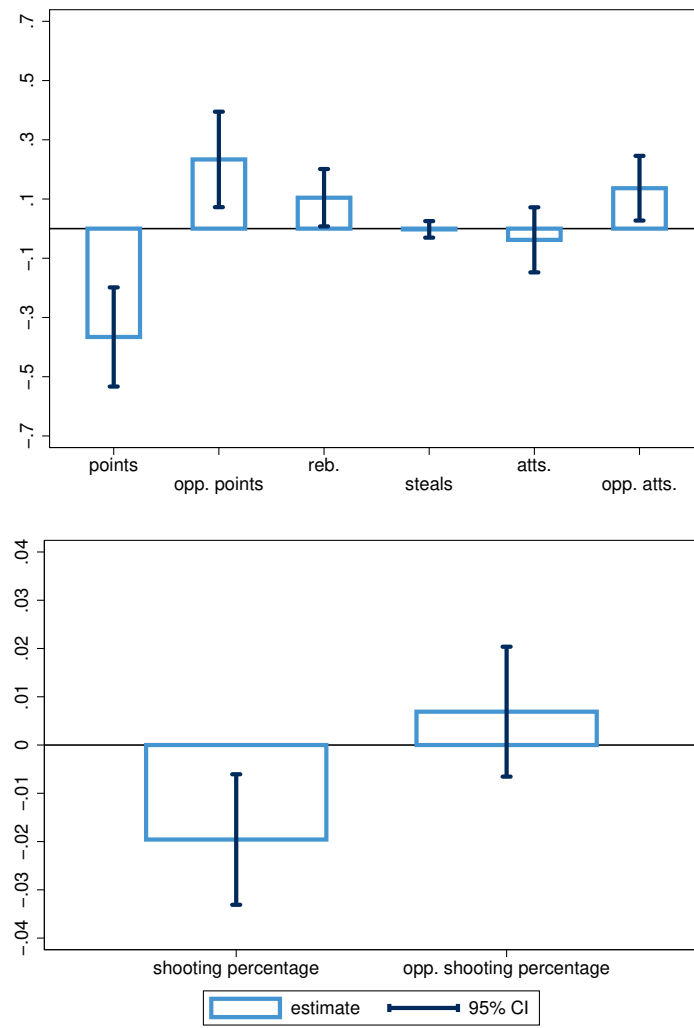 .7
.5
.3
.1
-.1
-.3
-.5
-.7
points
reb.
atts.
opp. points
steals
opp. atts.
.04
.03
.02
.01
0
-.01
-.02
-.03
-.04
shooting percentage opp. shooting percentage
estimate 95% CI